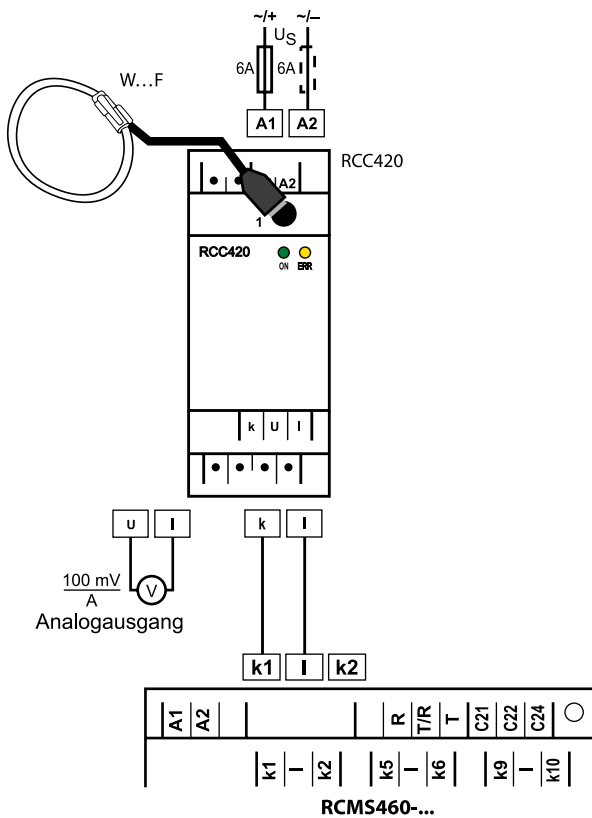 ~/+ ~/–
U_S
6A 6A
W...F
A1 A2
RCC420
A2
1
RCC420
ON ERR
k U l
U l k l
100 mV
A
V
Analogausgang
k1 l k2
A1 A2 R T/R T C21 C22 C24
k1 l k2 k5 l k6 k9 l k10
RCMS460-...